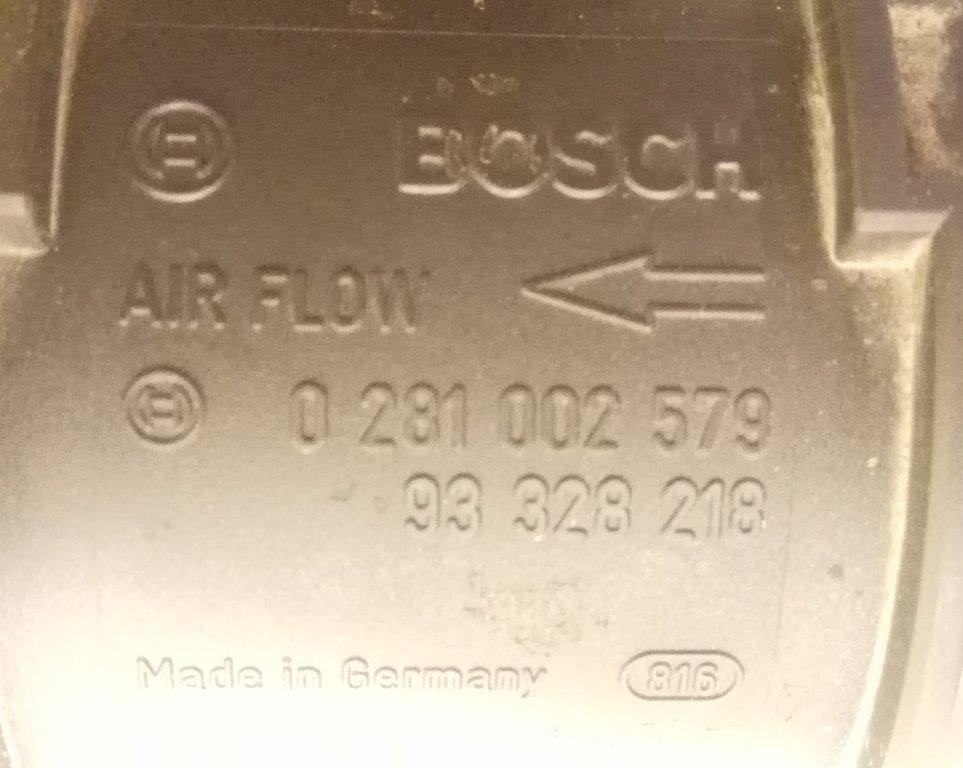 BOSCH
AIR FLOW
0 281 002 579
93 328 218
Made in Germany 816